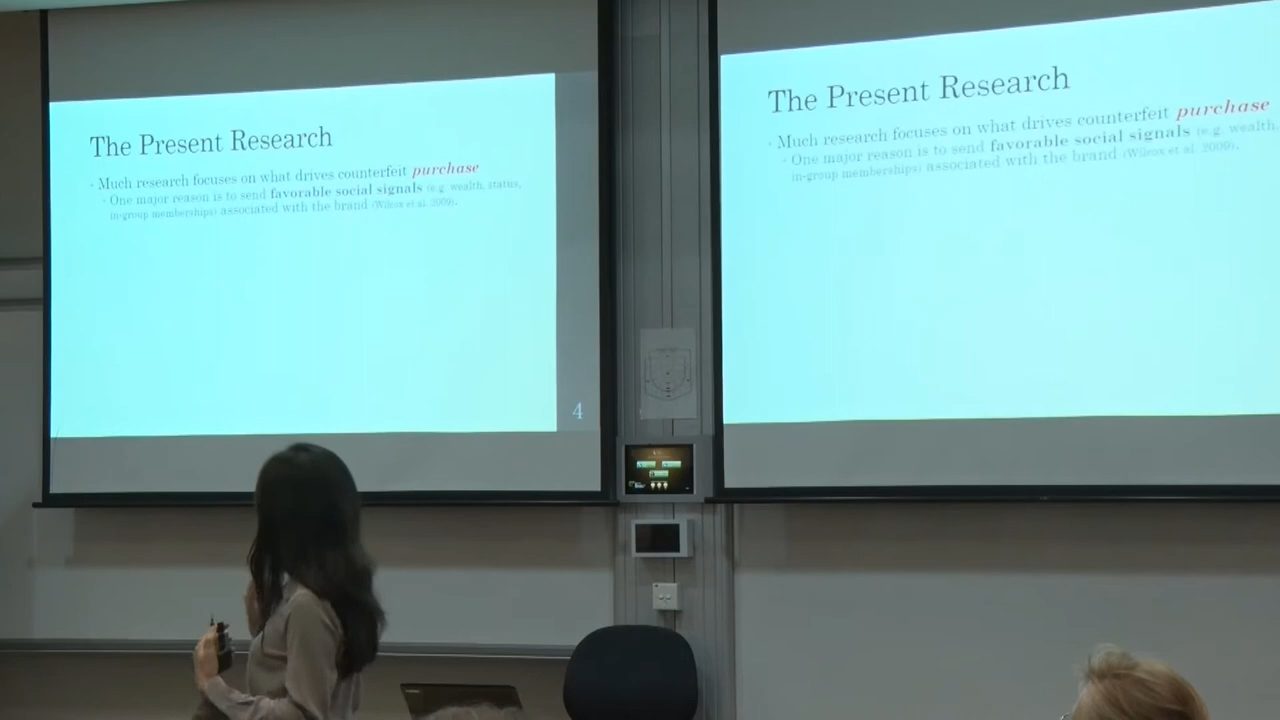 The Present Research
Much research focuses on what drives counterfeit purchase
One major reason is to send favorable social signals (e.g. wealth, status,
in-group memberships) associated with the brand (Wilcox et al. 2009).
4
The Present Research
Much research focuses on what drives counterfeit purchase
One major reason is to send favorable social signals (e.g. wealth,
in-group memberships) associated with the brand (Wilcox et al. 2009).